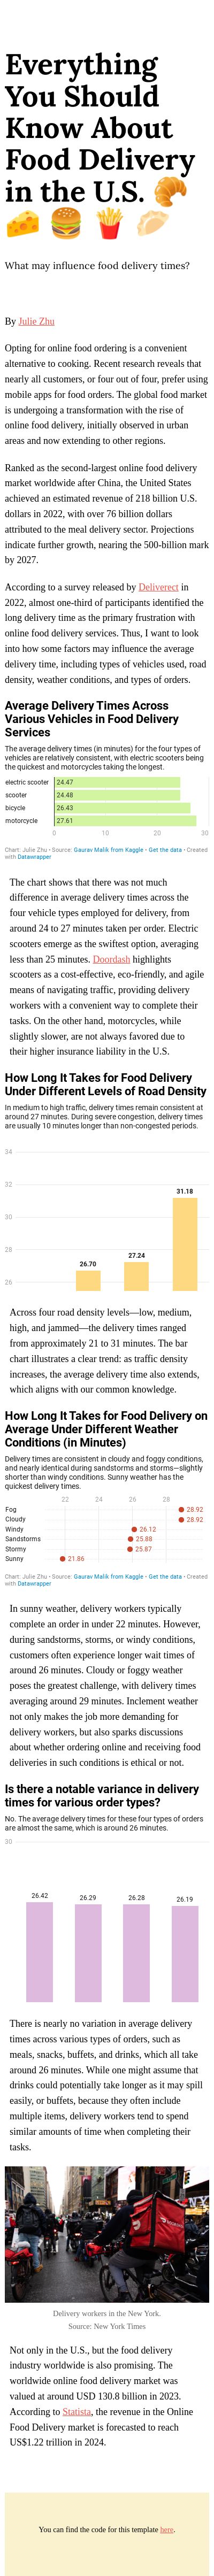 Everything
You Should
Know About
Food Delivery
in the U.S. 🥐
🧀 🍔 🍟 🥟
What may influence food delivery times?
By Julie Zhu
Opting for online food ordering is a convenient
alternative to cooking. Recent research reveals that
nearly all customers, or four out of four, prefer using
mobile apps for food orders. The global food market
is undergoing a transformation with the rise of
online food delivery, initially observed in urban
areas and now extending to other regions.
Ranked as the second-largest online food delivery
market worldwide after China, the United States
achieved an estimated revenue of 218 billion U.S.
dollars in 2022, with over 76 billion dollars
attributed to the meal delivery sector. Projections
indicate further growth, nearing the 500-billion mark
by 2027.
According to a survey released by Deliverect in
2022, almost one-third of participants identified the
long delivery time as the primary frustration with
online food delivery services. Thus, I want to look
into how some factors may influence the average
delivery time, including types of vehicles used, road
density, weather conditions, and types of orders.
Average Delivery Times Across
Various Vehicles in Food Delivery
Services
The average delivery times (in minutes) for the four types of
vehicles are relatively consistent, with electric scooters being
the quickest and motorcycles taking the longest.
electric scooter 24.47
scooter 24.48
bicycle 26.43
motorcycle 27.61
0 10 20 30
Chart: Julie Zhu • Source: Gaurav Malik from Kaggle • Get the data • Created
with Datawrapper
The chart shows that there was not much
difference in average delivery times across the
four vehicle types employed for delivery, from
around 24 to 27 minutes taken per order. Electric
scooters emerge as the swiftest option, averaging
less than 25 minutes. Doordash highlights
scooters as a cost-effective, eco-friendly, and agile
means of navigating traffic, providing delivery
workers with a convenient way to complete their
tasks. On the other hand, motorcycles, while
slightly slower, are not always favored due to
their higher insurance liability in the U.S.
How Long It Takes for Food Delivery
Under Different Levels of Road Density
In medium to high traffic, delivery times remain consistent at
around 27 minutes. During severe congestion, delivery times
are usually 10 minutes longer than non-congested periods.
34
32
31.18
30
28
27.24
26.70
26
Across four road density levels—low, medium,
high, and jammed—the delivery times ranged
from approximately 21 to 31 minutes. The bar
chart illustrates a clear trend: as traffic density
increases, the average delivery time also extends,
which aligns with our common knowledge.
How Long It Takes for Food Delivery on
Average Under Different Weather
Conditions (in Minutes)
Delivery times are consistent in cloudy and foggy conditions,
and nearly identical during sandstorms and storms—slightly
shorter than windy conditions. Sunny weather has the
quickest delivery times.
22 24 26 28
Fog 28.92
Cloudy 28.92
Windy 26.12
Sandstorms 25.88
Stormy 25.87
Sunny 21.86
Chart: Julie Zhu • Source: Gaurav Malik from Kaggle • Get the data • Created
with Datawrapper
In sunny weather, delivery workers typically
complete an order in under 22 minutes. However,
during sandstorms, storms, or windy conditions,
customers often experience longer wait times of
around 26 minutes. Cloudy or foggy weather
poses the greatest challenge, with delivery times
averaging around 29 minutes. Inclement weather
not only makes the job more demanding for
delivery workers, but also sparks discussions
about whether ordering online and receiving food
deliveries in such conditions is ethical or not.
Is there a notable variance in delivery
times for various order types?
No. The average delivery times for these four types of orders
are almost the same, which is around 26 minutes.
30
26.42 26.29 26.28 26.19
There is nearly no variation in average delivery
times across various types of orders, such as
meals, snacks, buffets, and drinks, which all take
around 26 minutes. While one might assume that
drinks could potentially take longer as it may spill
easily, or buffets, because they often include
multiple items, delivery workers tend to spend
similar amounts of time when completing their
tasks.
Delivery workers in the New York.
Source: New York Times
Not only in the U.S., but the food delivery
industry worldwide is also promising. The
worldwide online food delivery market was
valued at around USD 130.8 billion in 2023.
According to Statista, the revenue in the Online
Food Delivery market is forecasted to reach
US$1.22 trillion in 2024.
You can find the code for this template here.